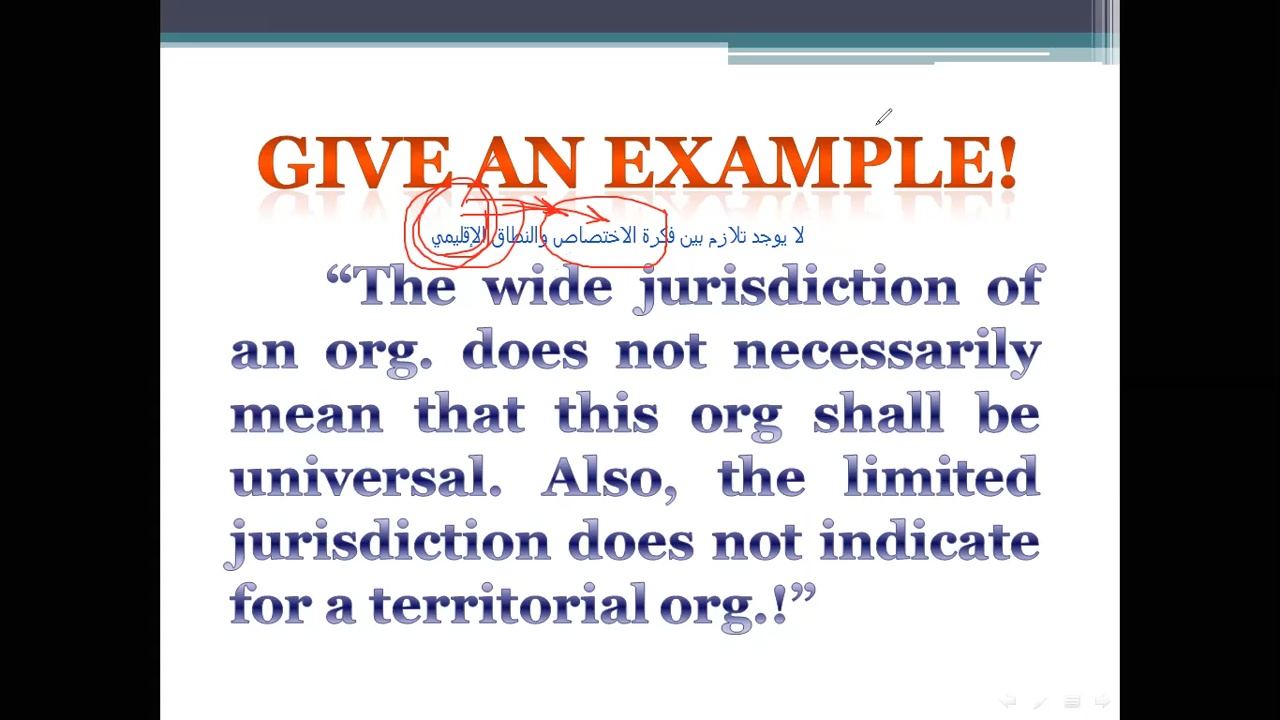 GIVE AN EXAMPLE!
لا يوجد تلازم بين فكرة الاختصاص والنطاق الإقليمي
“The wide jurisdiction of
an org. does not necessarily
mean that this org shall be
universal. Also, the limited
jurisdiction does not indicate
for a territorial org.!”